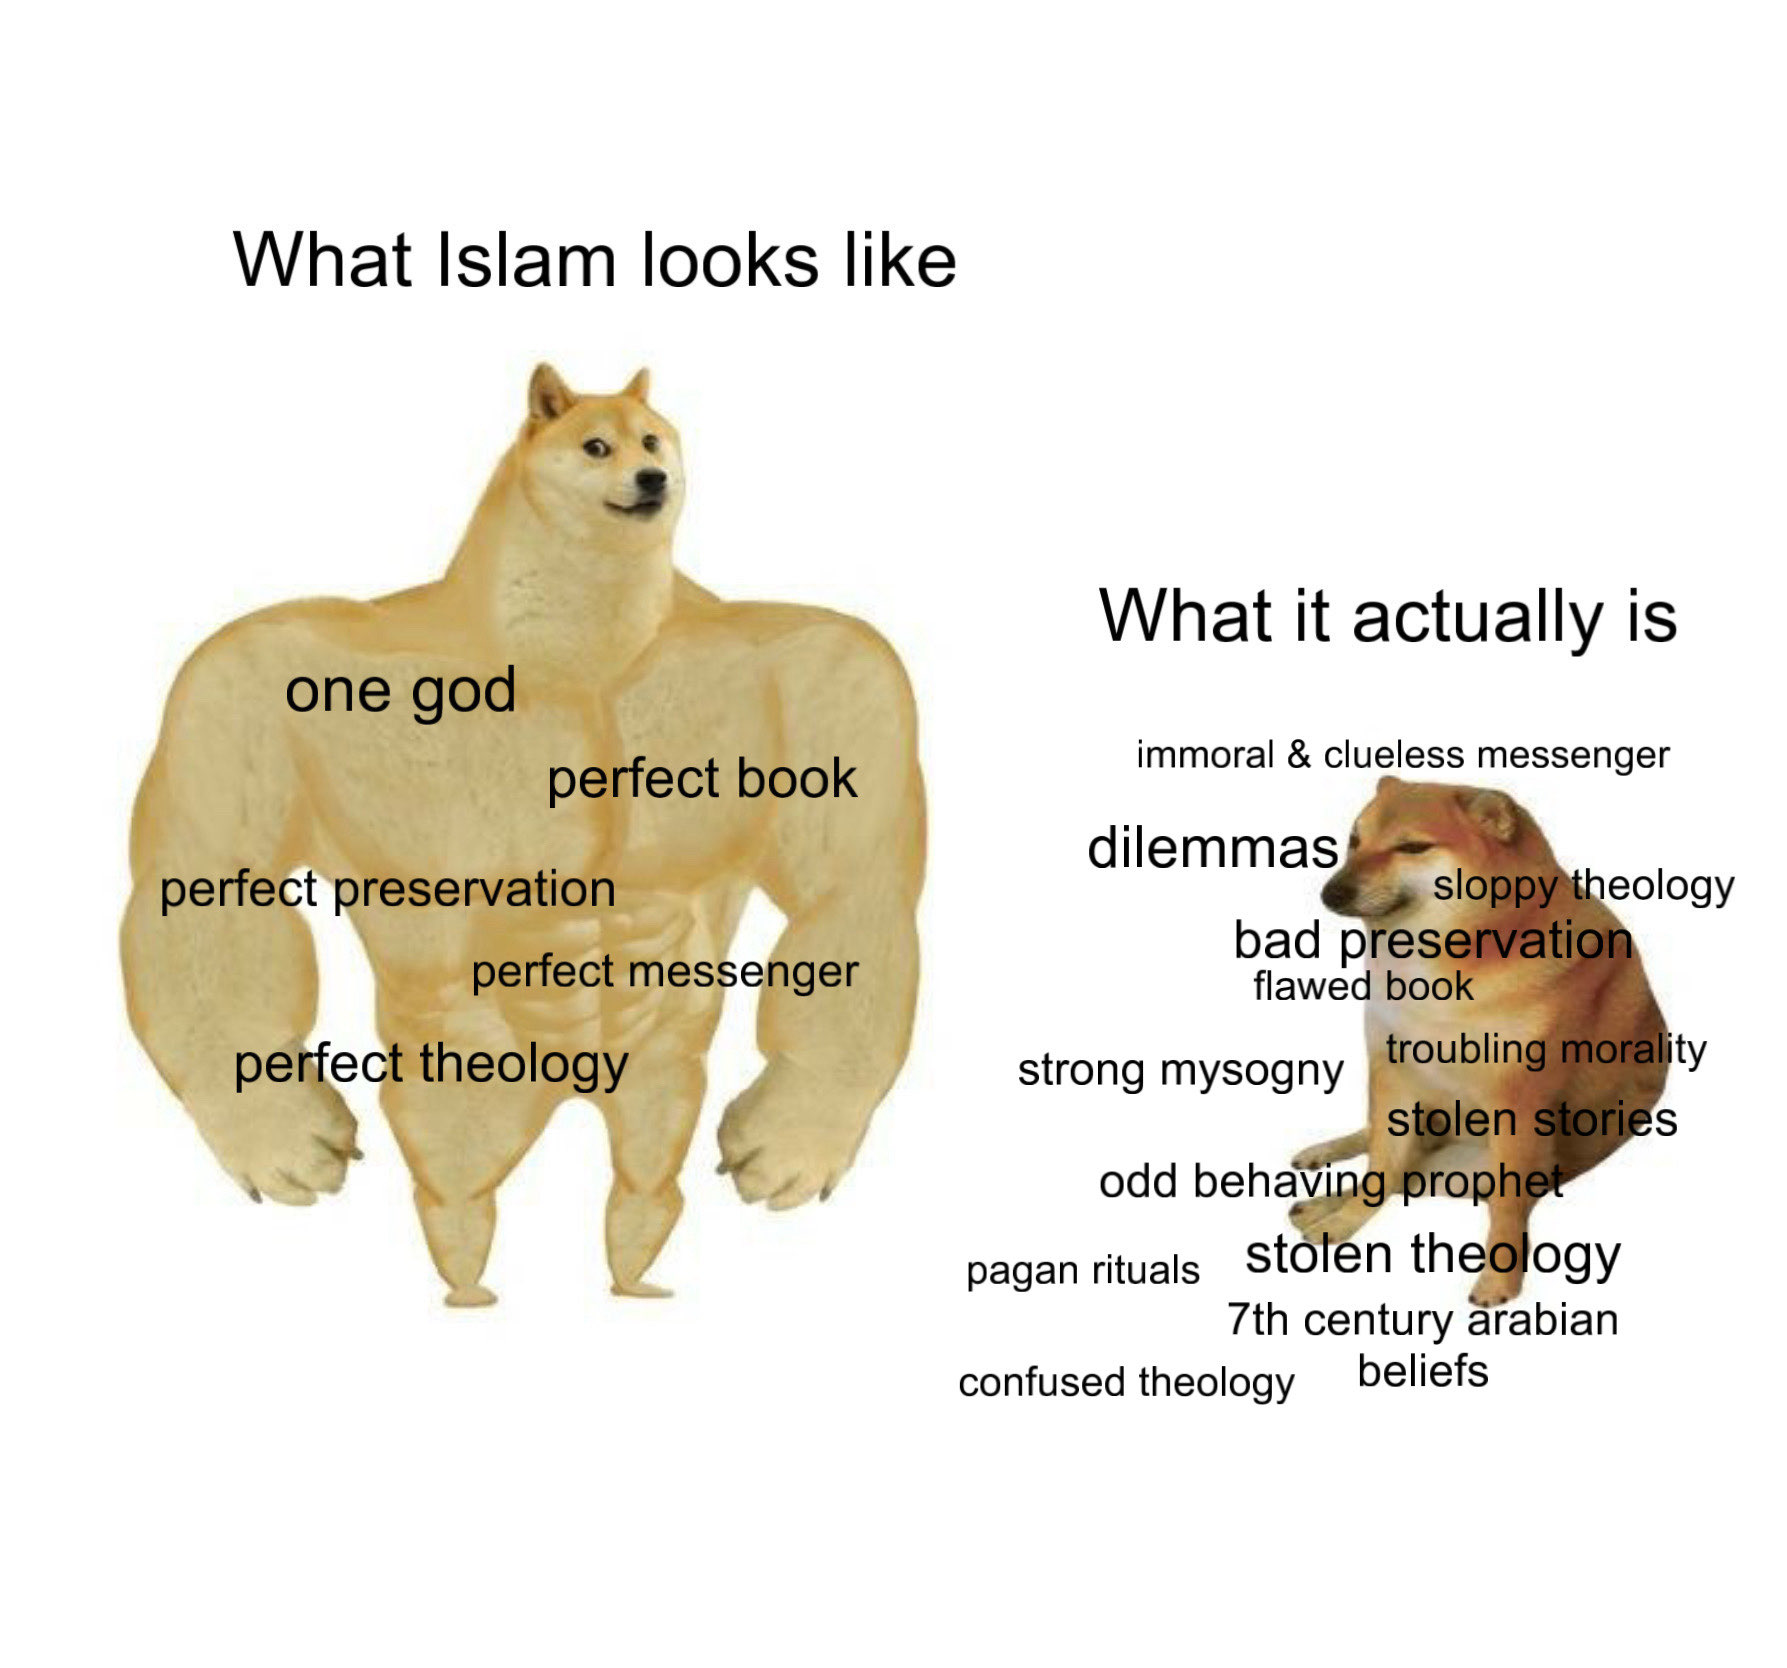 What Islam looks like
one god
perfect book
perfect preservation
perfect messenger
perfect theology
What it actually is
immoral & clueless messenger
dilemmas
sloppy theology
bad preservation
flawed book
troubling morality
strong mysogny
stolen stories
odd behaving prophet
stolen theology
pagan rituals
7th century arabian
beliefs
confused theology